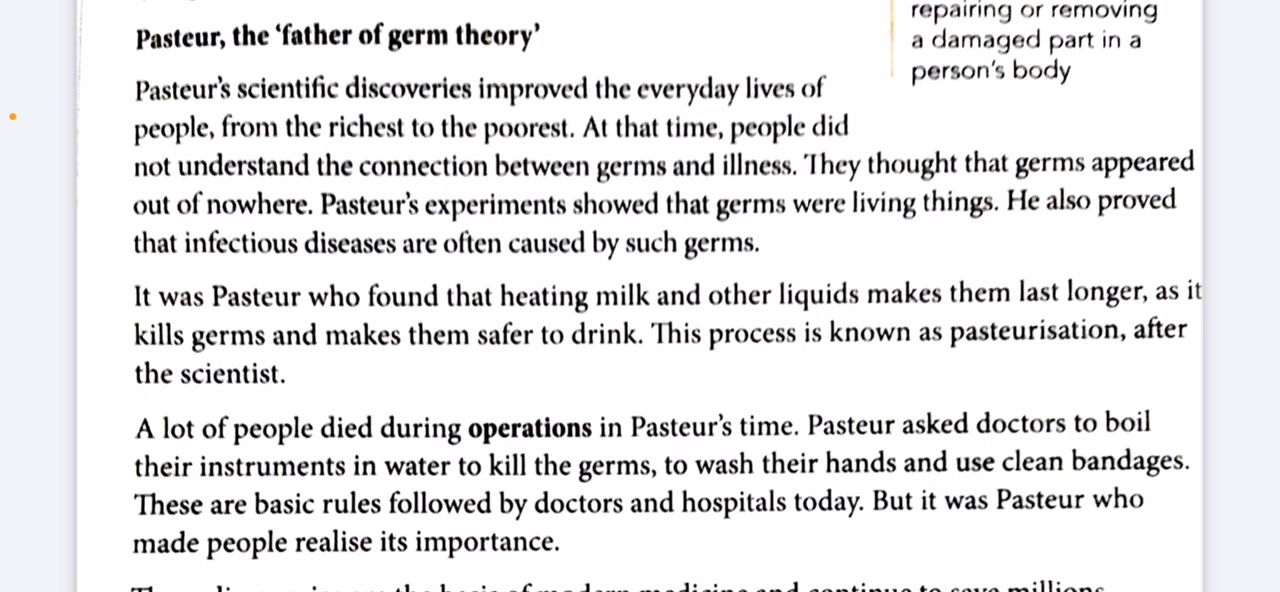 repairing or removing
a damaged part in a
person's body
Pasteur, the 'father of germ theory'
Pasteur's scientific discoveries improved the everyday lives of
people, from the richest to the poorest. At that time, people did
not understand the connection between germs and illness. They thought that germs appeared
out of nowhere. Pasteur's experiments showed that germs were living things. He also proved
that infectious diseases are often caused by such germs.
It was Pasteur who found that heating milk and other liquids makes them last longer, as it
kills germs and makes them safer to drink. This process is known as pasteurisation, after
the scientist.
A lot of people died during operations in Pasteur's time. Pasteur asked doctors to boil
their instruments in water to kill the germs, to wash their hands and use clean bandages.
These are basic rules followed by doctors and hospitals today. But it was Pasteur who
made people realise its importance.